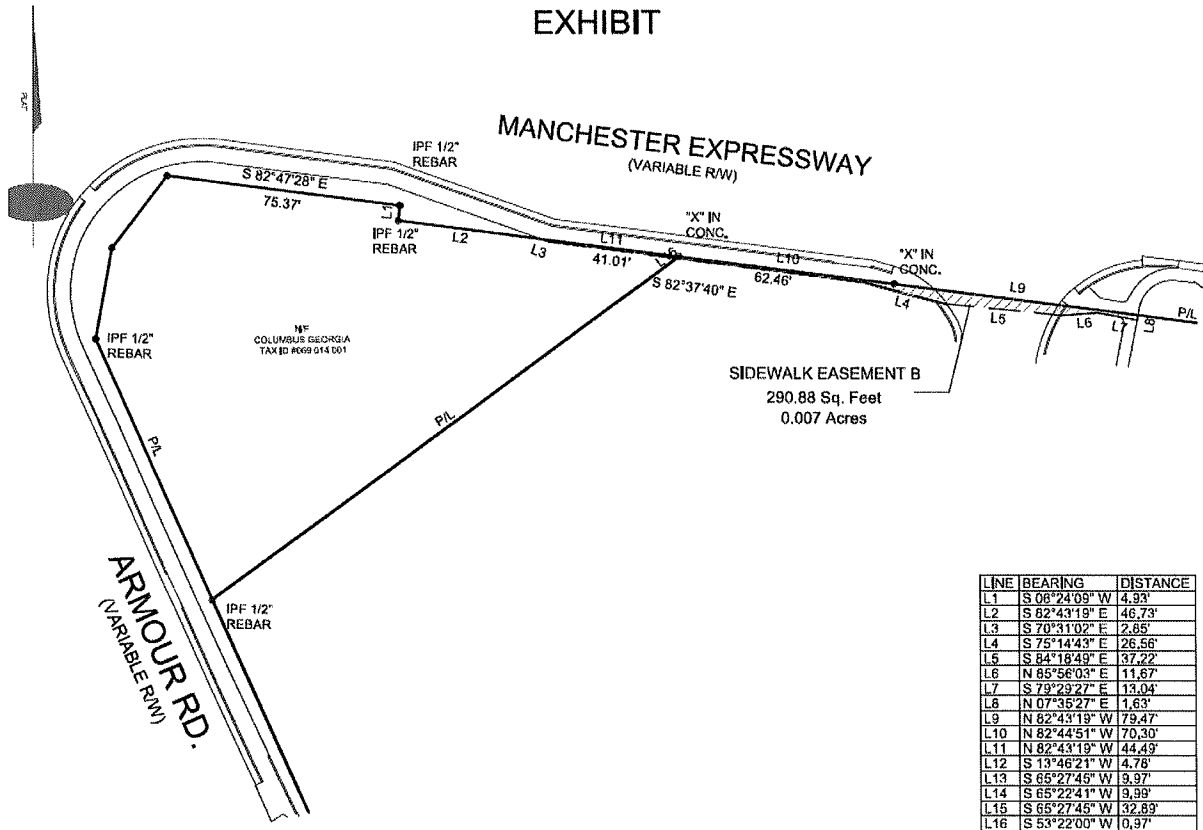 EXHIBIT
PLAT
MANCHESTER EXPRESSWAY
(VARIABLE R/W)
IPF 1/2"
REBAR
S 82°47'28" E
75.37'
L1
IPF 1/2"
REBAR
L2
L3
L11
41.01'
"X" IN
CONC.
S 82°37'40" E
L10
62.46'
"X" IN
CONC.
L4
L9
L5
L6
L7
L8
P/L
IPF 1/2"
REBAR
N/F
COLUMBUS GEORGIA
TAX ID #069 014 001
SIDEWALK EASEMENT B
290.88 Sq. Feet
0.007 Acres
P/L
P/L
IPF 1/2"
REBAR
ARMOUR RD.
(VARIABLE R/W)
LINE BEARING DISTANCE
L1 S 06°24'09" W 4.93'
L2 S 82°43'19" E 46.73'
L3 S 70°31'02" E 2.85'
L4 S 75°14'43" E 26.56'
L5 S 84°18'49" E 37.22'
L6 N 85°56'03" E 11.67'
L7 S 79°29'27" E 13.04'
L8 N 07°35'27" E 1.63'
L9 N 82°43'19" W 79.47'
L10 N 82°44'51" W 70.30'
L11 N 82°43'19" W 44.49'
L12 S 13°46'21" W 4.78'
L13 S 65°27'45" W 9.97'
L14 S 65°22'41" W 9.99'
L15 S 65°27'45" W 32.89'
L16 S 53°22'00" W 0.97'